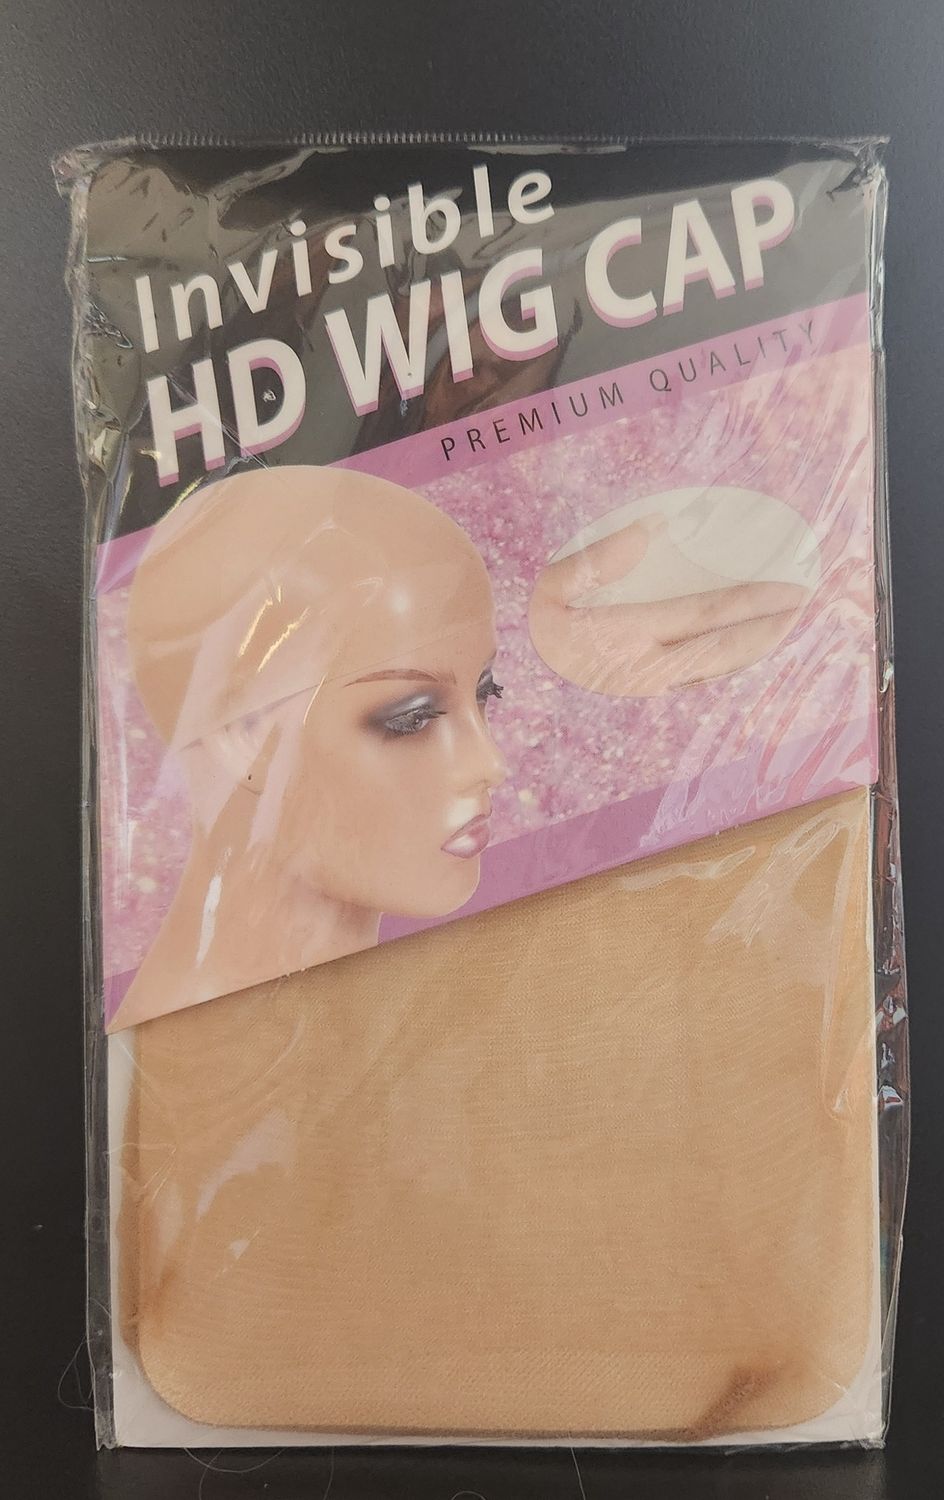 Invisible
HD WIG CAP
PREMIUM QUALITY